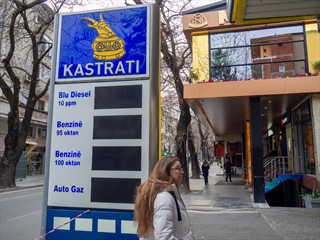 KASTRATI
Blu Diesel
10 ppm
Benzinë
95 oktan
Benzinë
100 oktan
Auto Gaz